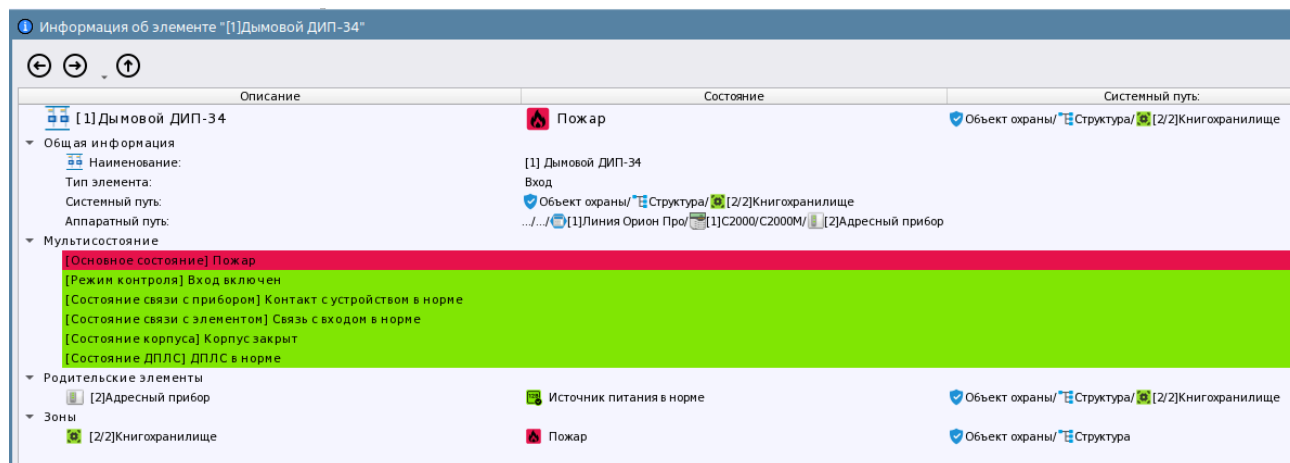 Информация об элементе "[1]Дымовой ДИП-34"
Описание Состояние Системный путь:
[1]Дымовой ДИП-34 Пожар Объект охраны/Структура/[2/2]Книгохранилище
Общая информация
Наименование: [1] Дымовой ДИП-34
Тип элемента: Вход
Системный путь: Объект охраны/Структура/[2/2]Книгохранилище
Аппаратный путь: .../.../[1]Линия Орион Про/[1]С2000/С2000М/[2]Адресный прибор
Мультисостояние
[Основное состояние] Пожар
[Режим контроля] Вход включен
[Состояние связи с прибором] Контакт с устройством в норме
[Состояние связи с элементом] Связь с входом в норме
[Состояние корпуса] Корпус закрыт
[Состояние ДПЛС] ДПЛС в норме
Родительские элементы
[2]Адресный прибор Источник питания в норме Объект охраны/Структура/[2/2]Книгохранилище
Зоны
[2/2]Книгохранилище Пожар Объект охраны/Структура